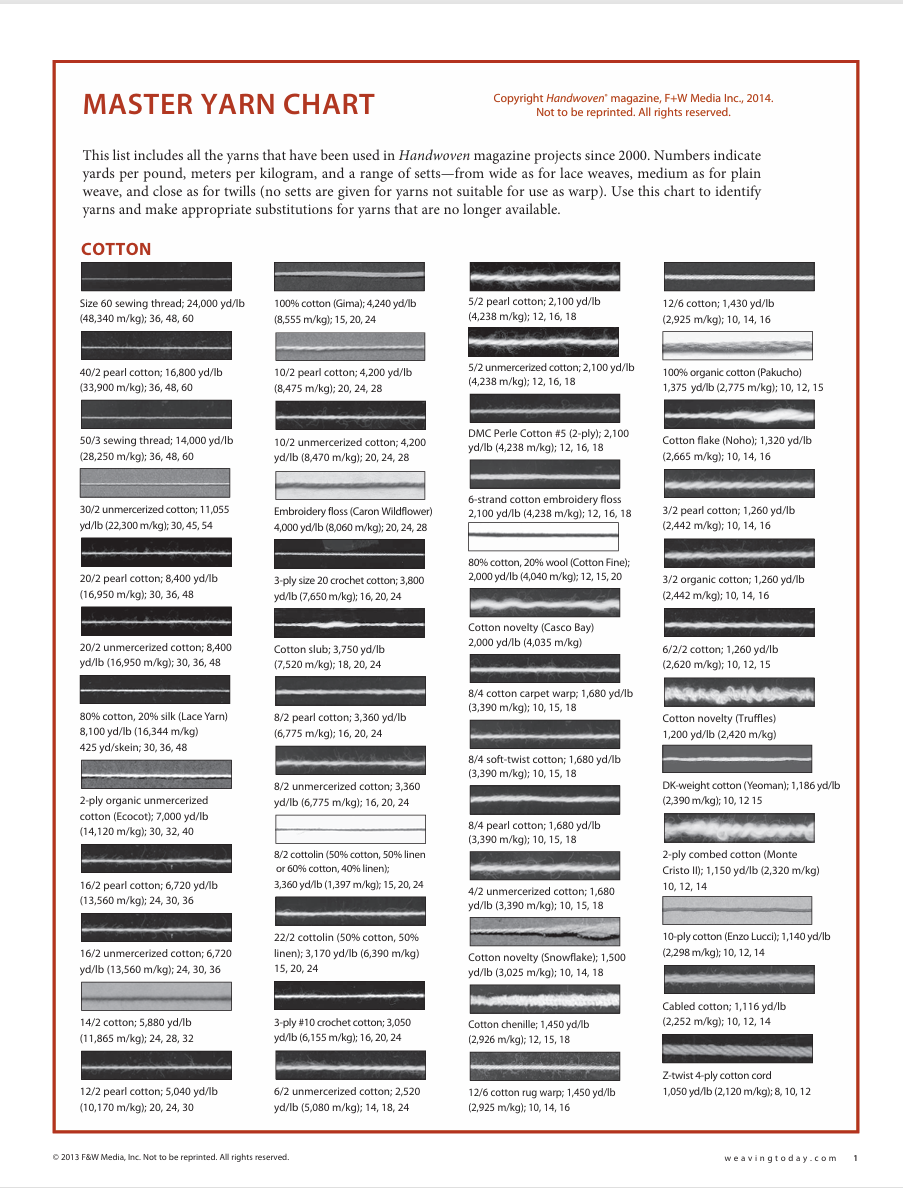 MASTER YARN CHART
Copyright Handwoven® magazine, F+W Media Inc., 2014.
Not to be reprinted. All rights reserved.
This list includes all the yarns that have been used in Handwoven magazine projects since 2000. Numbers indicate
yards per pound, meters per kilogram, and a range of setts—from wide as for lace weaves, medium as for plain
weave, and close as for twills (no setts are given for yarns not suitable for use as warp). Use this chart to identify
yarns and make appropriate substitutions for yarns that are no longer available.
COTTON
Size 60 sewing thread; 24,000 yd/lb
(48,340 m/kg); 36, 48, 60
40/2 pearl cotton; 16,800 yd/lb
(33,900 m/kg); 36, 48, 60
50/3 sewing thread; 14,000 yd/lb
(28,250 m/kg); 36, 48, 60
30/2 unmercerized cotton; 11,055
yd/lb (22,300 m/kg); 30, 45, 54
20/2 pearl cotton; 8,400 yd/lb
(16,950 m/kg); 30, 36, 48
20/2 unmercerized cotton; 8,400
yd/lb (16,950 m/kg); 30, 36, 48
80% cotton, 20% silk (Lace Yarn)
8,100 yd/lb (16,344 m/kg)
425 yd/skein; 30, 36, 48
2-ply organic unmercerized
cotton (Ecocot); 7,000 yd/lb
(14,120 m/kg); 30, 32, 40
16/2 pearl cotton; 6,720 yd/lb
(13,560 m/kg); 24, 30, 36
16/2 unmercerized cotton; 6,720
yd/lb (13,560 m/kg); 24, 30, 36
14/2 cotton; 5,880 yd/lb
(11,865 m/kg); 24, 28, 32
12/2 pearl cotton; 5,040 yd/lb
(10,170 m/kg); 20, 24, 30
100% cotton (Gima); 4,240 yd/lb
(8,555 m/kg); 15, 20, 24
10/2 pearl cotton; 4,200 yd/lb
(8,475 m/kg); 20, 24, 28
10/2 unmercerized cotton; 4,200
yd/lb (8,470 m/kg); 20, 24, 28
Embroidery floss (Caron Wildflower)
4,000 yd/lb (8,060 m/kg); 20, 24, 28
3-ply size 20 crochet cotton; 3,800
yd/lb (7,650 m/kg); 16, 20, 24
Cotton slub; 3,750 yd/lb
(7,520 m/kg); 18, 20, 24
8/2 pearl cotton; 3,360 yd/lb
(6,775 m/kg); 16, 20, 24
8/2 unmercerized cotton; 3,360
yd/lb (6,775 m/kg); 16, 20, 24
8/2 cottolin (50% cotton, 50% linen
or 60% cotton, 40% linen);
3,360 yd/lb (1,397 m/kg); 15, 20, 24
22/2 cottolin (50% cotton, 50%
linen); 3,170 yd/lb (6,390 m/kg)
15, 20, 24
3-ply #10 crochet cotton; 3,050
yd/lb (6,155 m/kg); 16, 20, 24
6/2 unmercerized cotton; 2,520
yd/lb (5,080 m/kg); 14, 18, 24
5/2 pearl cotton; 2,100 yd/lb
(4,238 m/kg); 12, 16, 18
5/2 unmercerized cotton; 2,100 yd/lb
(4,238 m/kg); 12, 16, 18
DMC Perle Cotton #5 (2-ply); 2,100
yd/lb (4,238 m/kg); 12, 16, 18
6-strand cotton embroidery floss
2,100 yd/lb (4,238 m/kg); 12, 16, 18
80% cotton, 20% wool (Cotton Fine);
2,000 yd/lb (4,040 m/kg); 12, 15, 20
Cotton novelty (Casco Bay)
2,000 yd/lb (4,035 m/kg)
8/4 cotton carpet warp; 1,680 yd/lb
(3,390 m/kg); 10, 15, 18
8/4 soft-twist cotton; 1,680 yd/lb
(3,390 m/kg); 10, 15, 18
8/4 pearl cotton; 1,680 yd/lb
(3,390 m/kg); 10, 15, 18
4/2 unmercerized cotton; 1,680
yd/lb (3,390 m/kg); 10, 15, 18
Cotton novelty (Snowflake); 1,500
yd/lb (3,025 m/kg); 10, 14, 18
Cotton chenille; 1,450 yd/lb;
(2,926 m/kg); 12, 15, 18
12/6 cotton rug warp; 1,450 yd/lb
(2,925 m/kg); 10, 14, 16
12/6 cotton; 1,430 yd/lb
(2,925 m/kg); 10, 14, 16
100% organic cotton (Pakucho)
1,375 yd/lb (2,775 m/kg); 10, 12, 15
Cotton flake (Noho); 1,320 yd/lb
(2,665 m/kg); 10, 14, 16
3/2 pearl cotton; 1,260 yd/lb
(2,442 m/kg); 10, 14, 16
3/2 organic cotton; 1,260 yd/lb
(2,442 m/kg); 10, 14, 16
6/2/2 cotton; 1,260 yd/lb
(2,620 m/kg); 10, 12, 15
Cotton novelty (Truffles)
1,200 yd/lb (2,420 m/kg)
DK-weight cotton (Yeoman); 1,186 yd/lb
(2,390 m/kg); 10, 12 15
2-ply combed cotton (Monte
Cristo II); 1,150 yd/lb (2,320 m/kg)
10, 12, 14
10-ply cotton (Enzo Lucci); 1,140 yd/lb
(2,298 m/kg); 10, 12, 14
Cabled cotton; 1,116 yd/lb
(2,252 m/kg); 10, 12, 14
Z-twist 4-ply cotton cord
1,050 yd/lb (2,120 m/kg); 8, 10, 12
© 2013 F&W Media, Inc. Not to be reprinted. All rights reserved.
weavingtoday.com 1